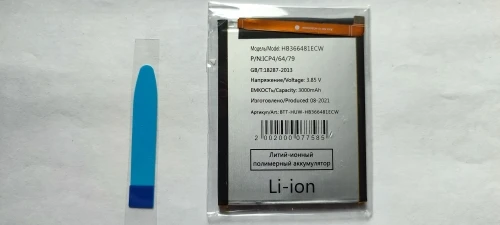 Модель/Model: HB366481ECW
P/N:ICP4/64/79
GB/T:18287-2013
Напряжение/Voltage: 3.85 V
ЕМКОСТЬ/Capacity: 3000mAh
Изготовлено/Produced: 08-2021
Артикул/Art.: BT7-HUW-HB366481ECW
2 002000 077585
Литий-ионный
полимерный аккумулятор
Li-ion